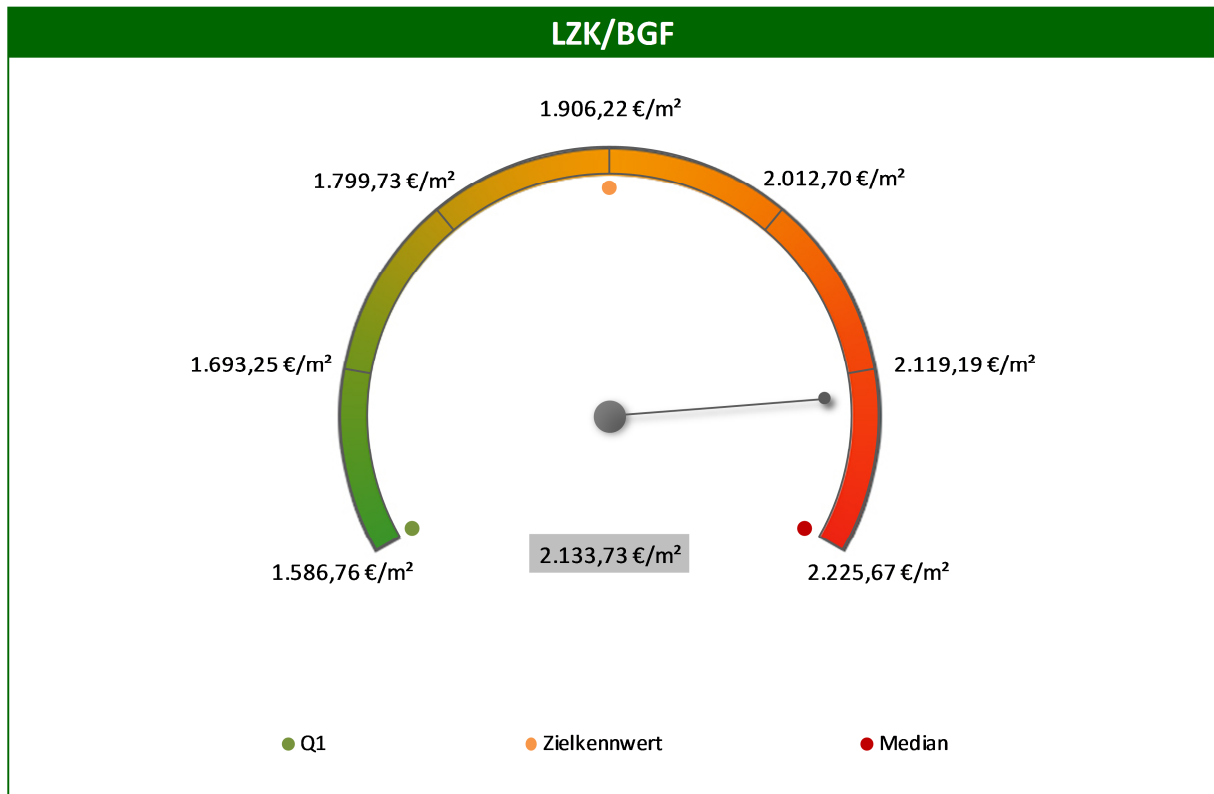 LZK/BGF
1.906,22 €/m²
1.799,73 €/m²
2.012,70 €/m²
1.693,25 €/m²
2.119,19 €/m²
2.133,73 €/m²
1.586,76 €/m²
2.225,67 €/m²
Q1
Zielkennwert
Median